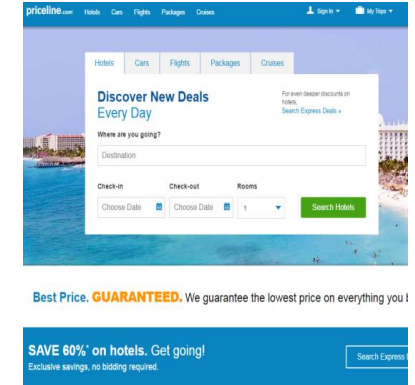 priceline.com Hotels Cars Flights Packages Cruises Sign In My Trips
Hotels Cars Flights Packages Cruises
Discover New Deals
Every Day
For even deeper discounts on
hotels,
Search Express Deals »
Where are you going?
Destination
Check-in Check-out Rooms
Choose Date Choose Date 1 Search Hotels
Best Price. GUARANTEED. We guarantee the lowest price on everything you b
SAVE 60%* on hotels. Get going!
Exclusive savings, no bidding required.
Search Express